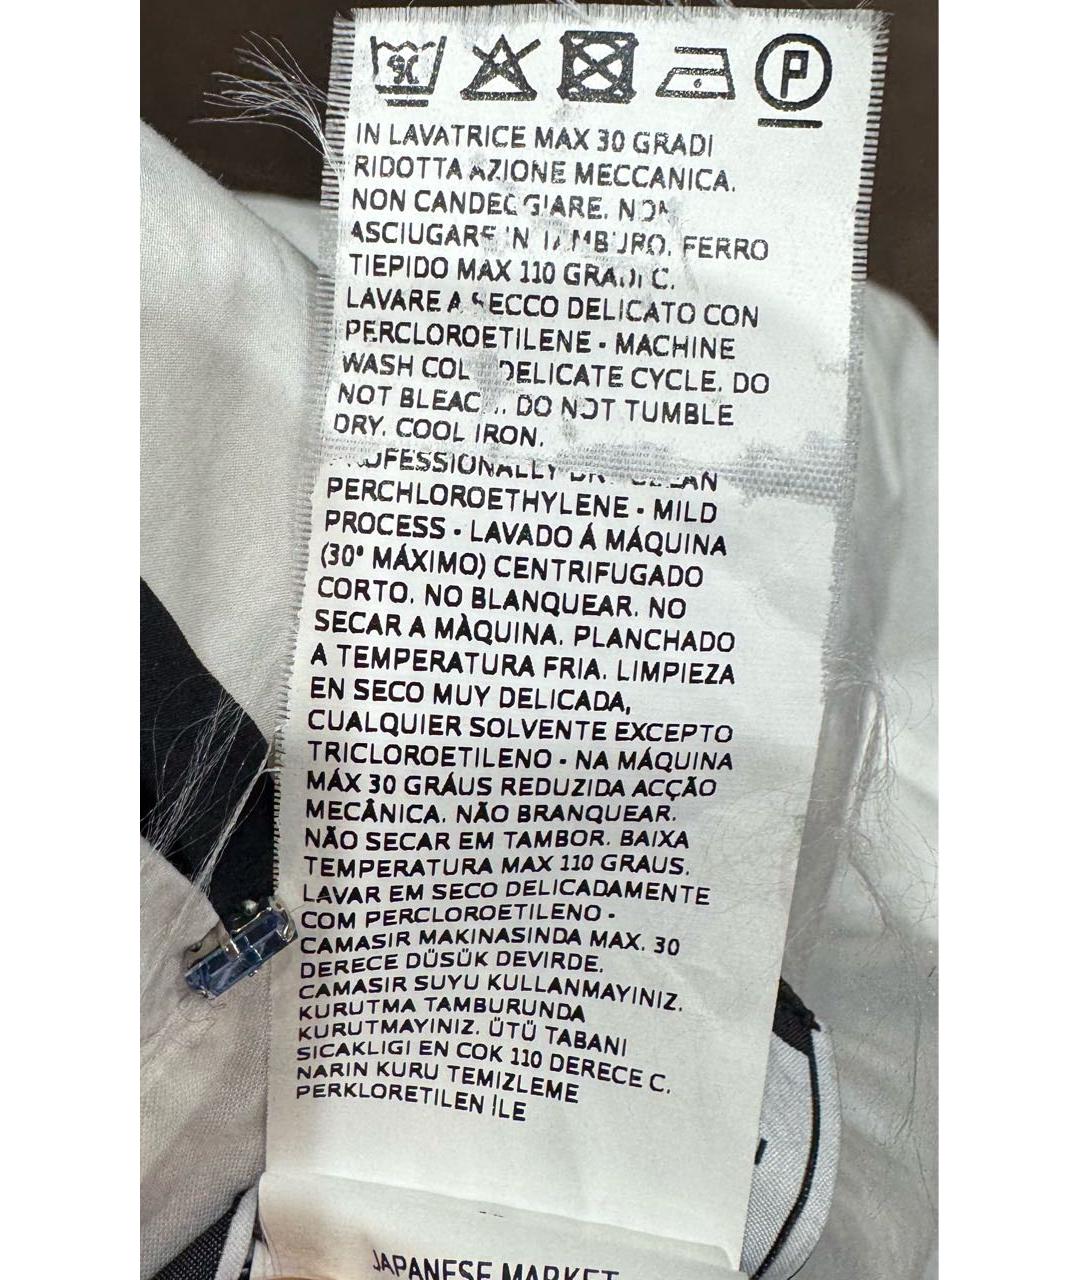 P
IN LAVATRICE MAX 30 GRADI
RIDOTTA AZIONE MECCANICA.
NON CANDEGGIARE. NON
ASCIUGARE IN TAMBURO. FERRO
TIEPIDO MAX 110 GRADI C.
LAVARE A SECCO DELICATO CON
PERCLOROETILENE - MACHINE
WASH COLD DELICATE CYCLE. DO
NOT BLEACH. DO NOT TUMBLE
DRY. COOL IRON.
PROFESSIONALLY DRY CLEAN
PERCHLOROETHYLENE - MILD
PROCESS - LAVADO Á MÁQUINA
(30° MÁXIMO) CENTRIFUGADO
CORTO. NO BLANQUEAR. NO
SECAR A MÀQUINA. PLANCHADO
A TEMPERATURA FRIA. LIMPIEZA
EN SECO MUY DELICADA,
CUALQUIER SOLVENTE EXCEPTO
TRICLOROETILENO - NA MÁQUINA
MÁX 30 GRÁUS REDUZIDA ACÇÃO
MECÂNICA. NÃO BRANQUEAR.
NÃO SECAR EM TAMBOR. BAIXA
TEMPERATURA MAX 110 GRAUS.
LAVAR EM SECO DELICADAMENTE
COM PERCLOROETILENO -
CAMASIR MAKINASINDA MAX. 30
DERECE DÜSÜK DEVIRDE.
CAMASIR SUYU KULLANMAYINIZ.
KURUTMA TAMBURUNDA
KURUTMAYINIZ. ÜTÜ TABANI
SICAKLIGI EN COK 110 DERECE C.
NARIN KURU TEMIZLEME
PERKLORETILEN İLE
JAPANESE MARKET